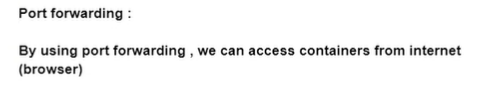 Port forwarding :
By using port forwarding , we can access containers from internet
(browser)